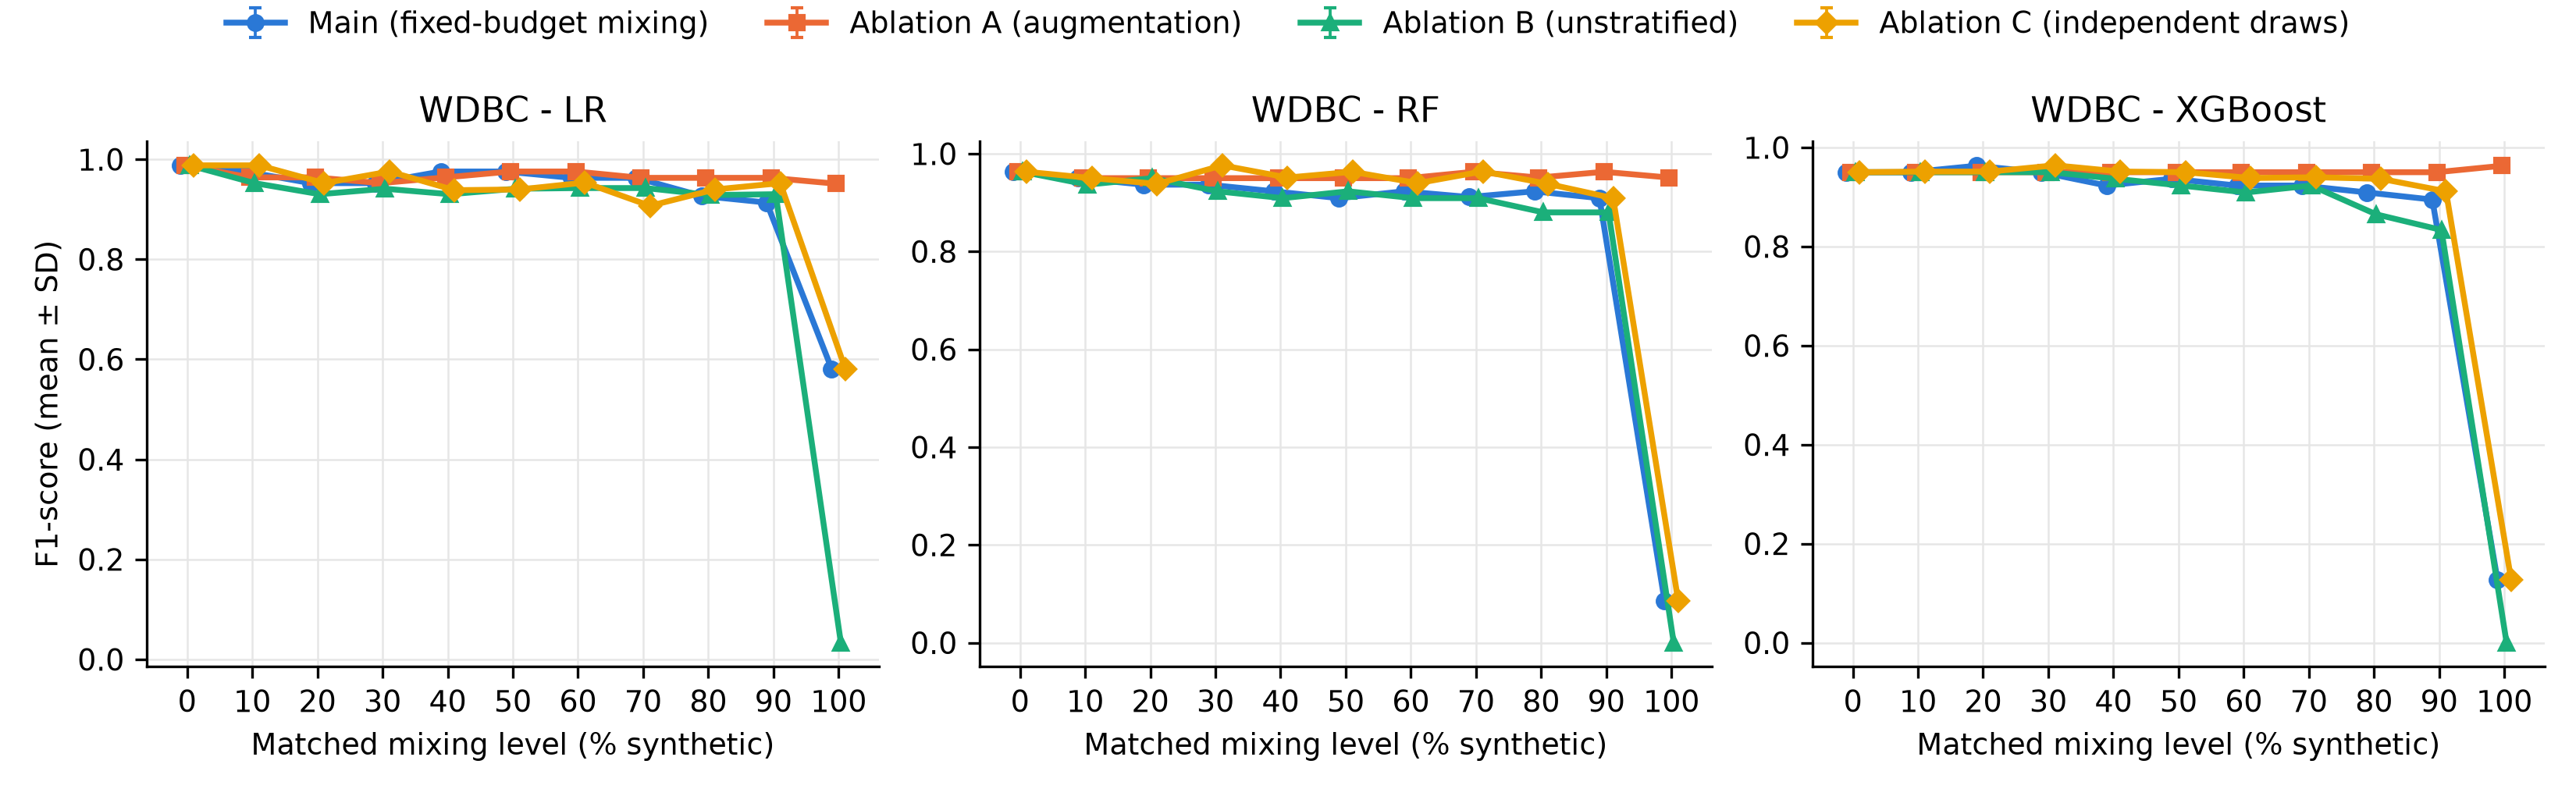 Main (fixed-budget mixing) Ablation A (augmentation) Ablation B (unstratified) Ablation C (independent draws)
WDBC - LR
F1-score (mean ± SD)
1.0
0.8
0.6
0.4
0.2
0.0
0 10 20 30 40 50 60 70 80 90 100
Matched mixing level (% synthetic)
WDBC - RF
1.0
0.8
0.6
0.4
0.2
0.0
0 10 20 30 40 50 60 70 80 90 100
Matched mixing level (% synthetic)
WDBC - XGBoost
1.0
0.8
0.6
0.4
0.2
0.0
0 10 20 30 40 50 60 70 80 90 100
Matched mixing level (% synthetic)